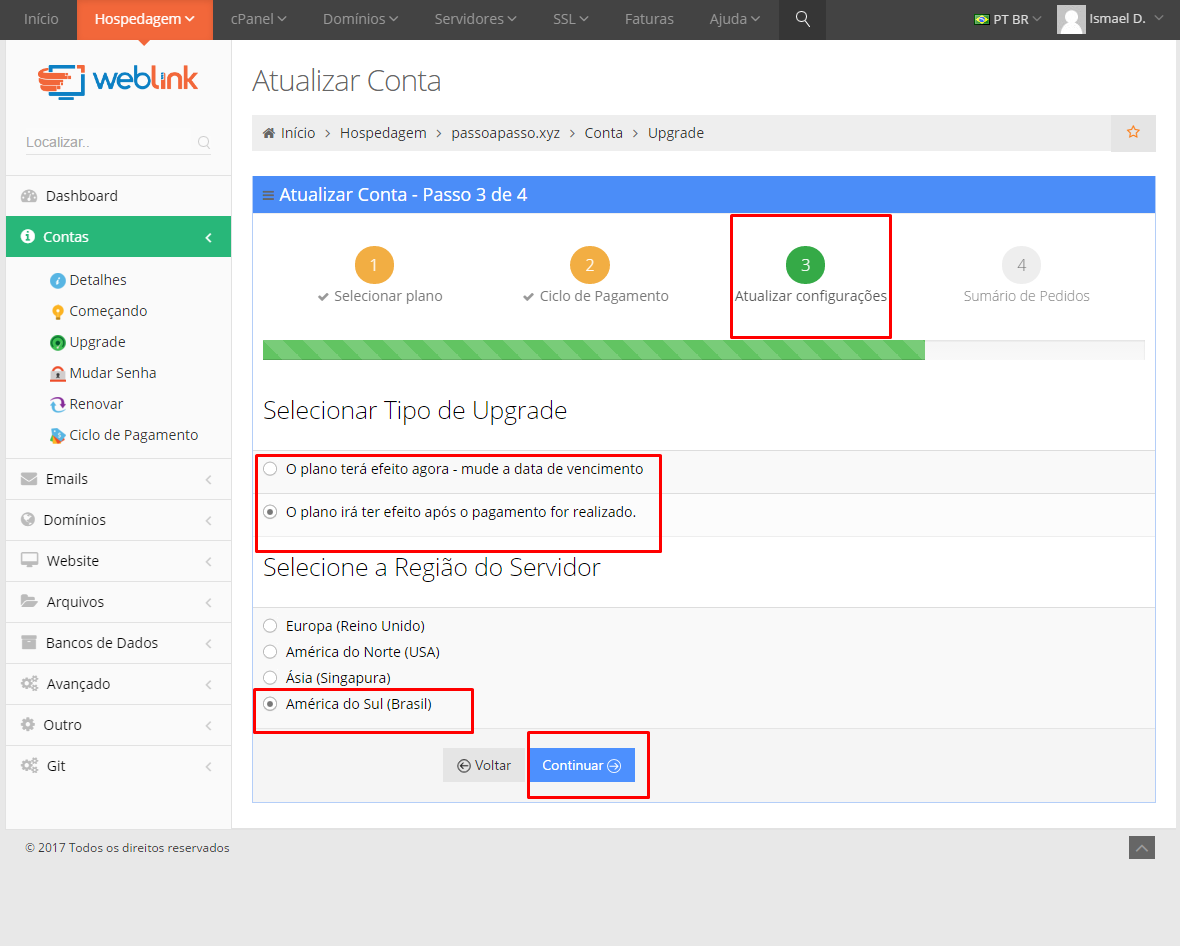 Início Hospedagem cPanel Domínios Servidores SSL Faturas Ajuda PT BR Ismael D.
weblink
Localizar..
Dashboard
Contas
Detalhes
Começando
Upgrade
Mudar Senha
Renovar
Ciclo de Pagamento
Emails
Domínios
Website
Arquivos
Bancos de Dados
Avançado
Outro
Git
Atualizar Conta
Início > Hospedagem > passoapasso.xyz > Conta > Upgrade
Atualizar Conta - Passo 3 de 4
1 2 3 4
Selecionar plano Ciclo de Pagamento Atualizar configurações Sumário de Pedidos
Selecionar Tipo de Upgrade
O plano terá efeito agora - mude a data de vencimento
O plano irá ter efeito após o pagamento for realizado.
Selecione a Região do Servidor
Europa (Reino Unido)
América do Norte (USA)
Ásia (Singapura)
América do Sul (Brasil)
Voltar Continuar
© 2017 Todos os direitos reservados